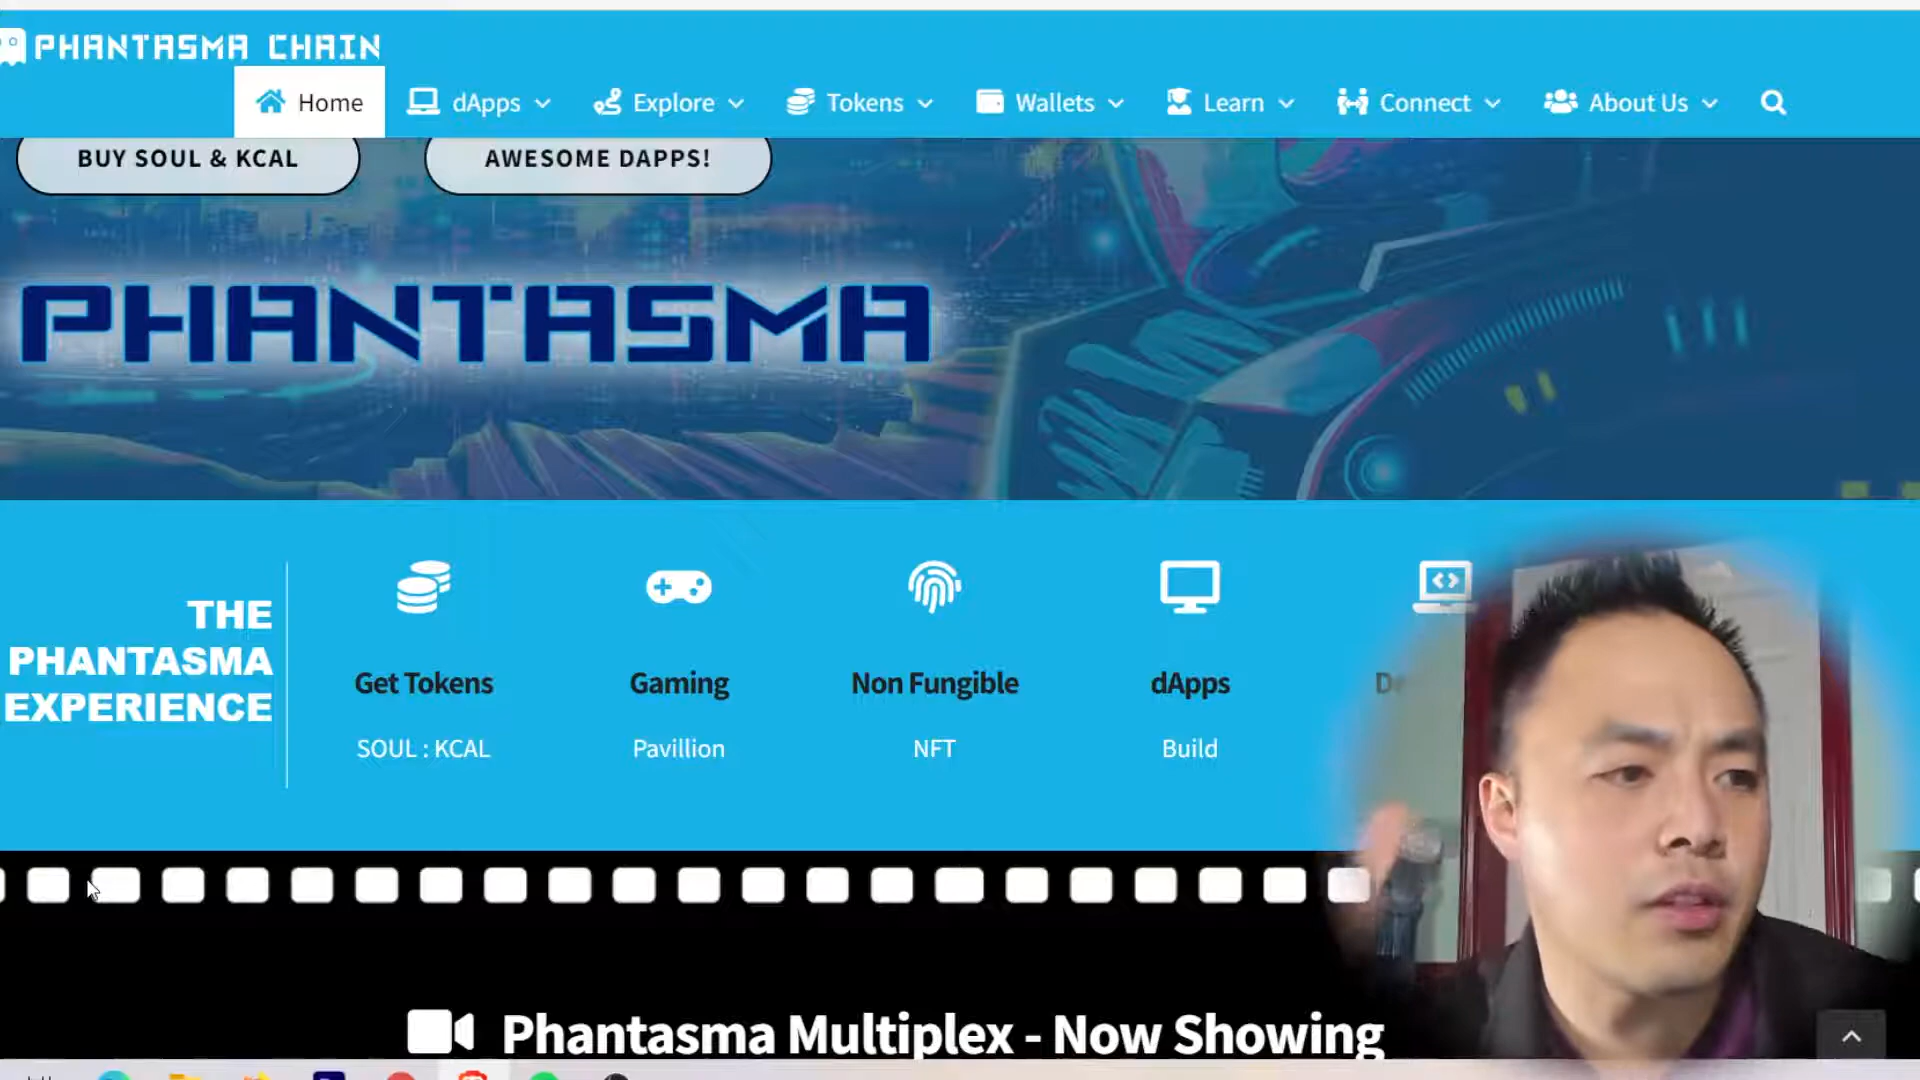 PHANTASMA CHAIN
Home dApps Explore Tokens Wallets Learn Connect About Us
BUY SOUL & KCAL AWESOME DAPPS!
PHANTASMA
THE
PHANTASMA
EXPERIENCE
Get Tokens Gaming Non Fungible dApps
SOUL : KCAL Pavillion NFT Build
Phantasma Multiplex - Now Showing